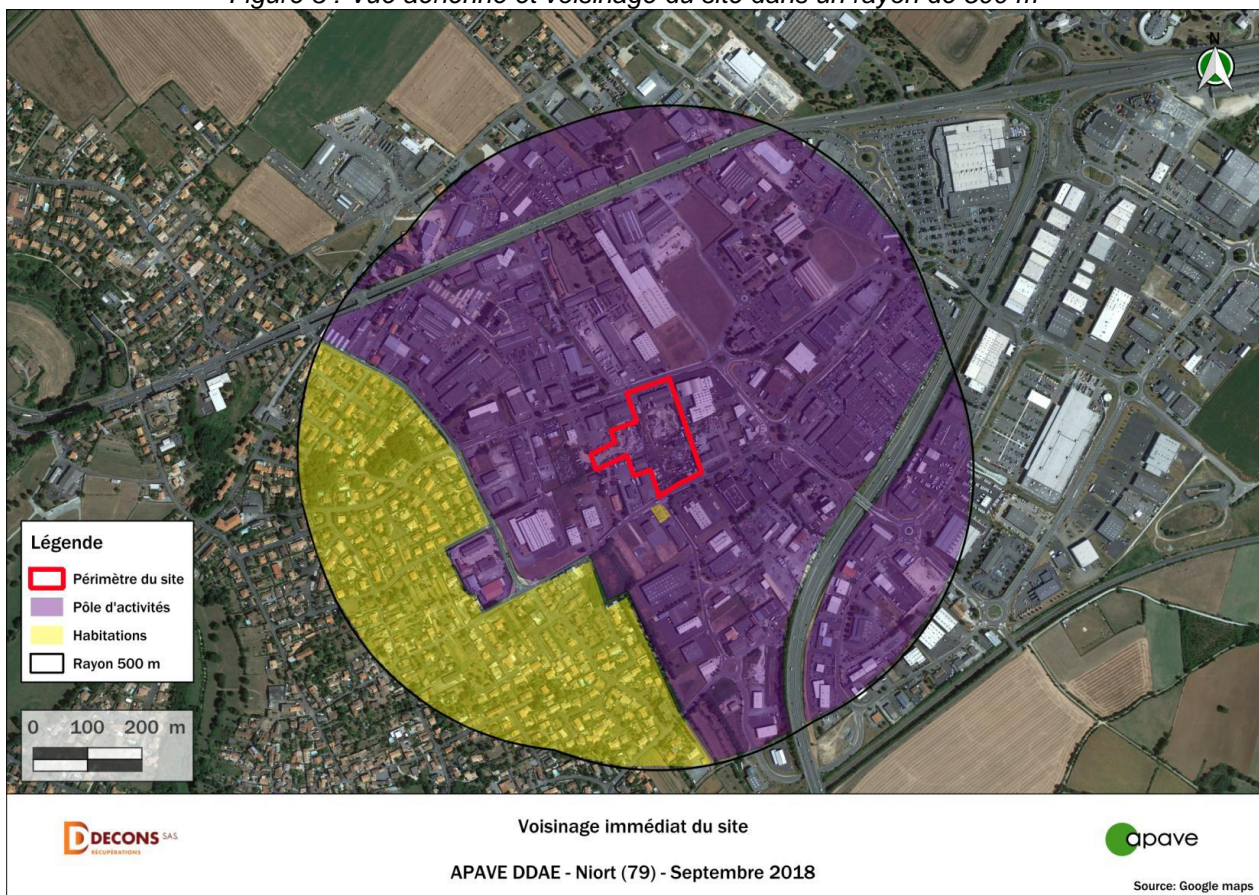 N
Légende
Périmètre du site
Pôle d'activités
Habitations
Rayon 500 m
0 100 200 m
DECONS SAS
RÉCUPÉRATIONS
Voisinage immédiat du site
APAVE DDAE - Niort (79) - Septembre 2018
apave
Source: Google maps